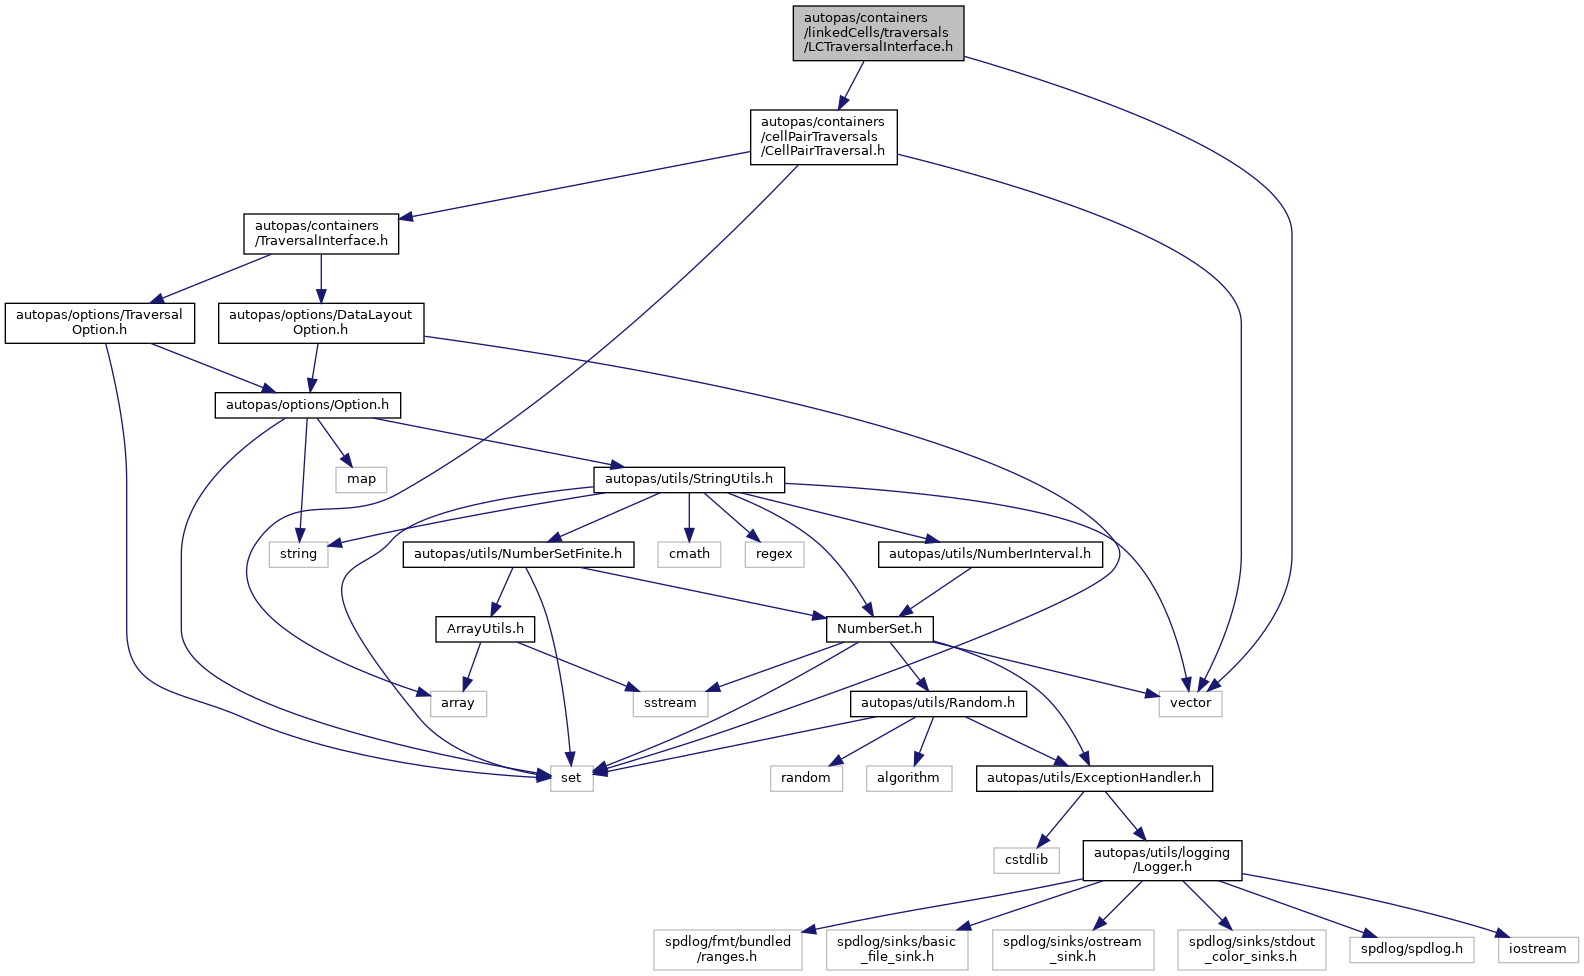 autopas/containers
/linkedCells/traversals
/LCTraversalInterface.h
autopas/containers
/cellPairTraversals
/CellPairTraversal.h
autopas/containers
/TraversalInterface.h
autopas/options/Traversal
Option.h
autopas/options/DataLayout
Option.h
autopas/options/Option.h
map
autopas/utils/StringUtils.h
string
autopas/utils/NumberSetFinite.h
cmath
regex
autopas/utils/NumberInterval.h
ArrayUtils.h
NumberSet.h
array
sstream
autopas/utils/Random.h
vector
set
random
algorithm
autopas/utils/ExceptionHandler.h
cstdlib
autopas/utils/logging
/Logger.h
spdlog/fmt/bundled
/ranges.h
spdlog/sinks/basic
_file_sink.h
spdlog/sinks/ostream
_sink.h
spdlog/sinks/stdout
_color_sinks.h
spdlog/spdlog.h
iostream